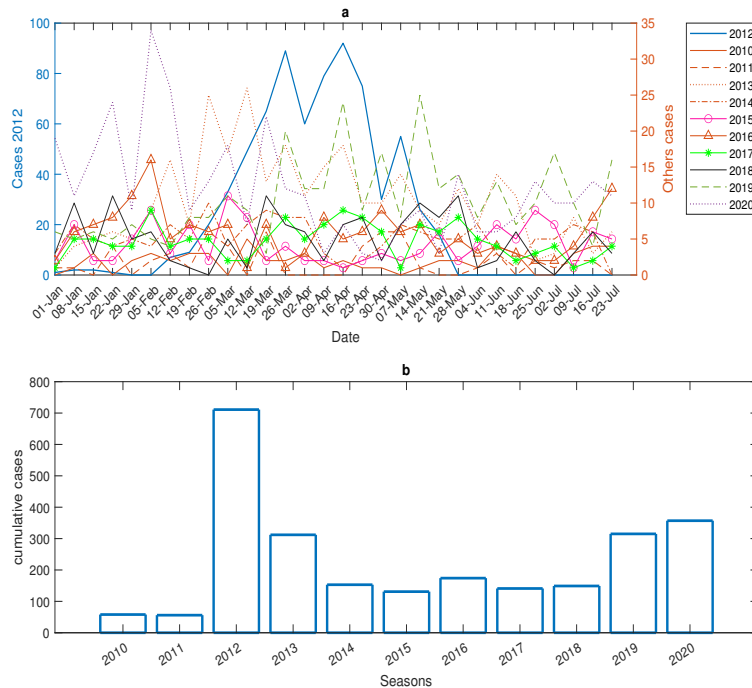 a
100
80
60
40
20
0
Cases 2012
35
30
25
20
15
10
5
0
Others cases
01-Jan
08-Jan
15-Jan
22-Jan
29-Jan
05-Feb
12-Feb
19-Feb
26-Feb
05-Mar
12-Mar
19-Mar
26-Mar
02-Apr
09-Apr
16-Apr
23-Apr
30-Apr
07-May
14-May
21-May
28-May
04-Jun
11-Jun
18-Jun
25-Jun
02-Jul
09-Jul
16-Jul
23-Jul
Date
2012
2010
2011
2013
2014
2015
2016
2017
2018
2019
2020
b
800
700
600
500
400
300
200
100
0
cumulative cases
2010
2011
2012
2013
2014
2015
2016
2017
2018
2019
2020
Seasons